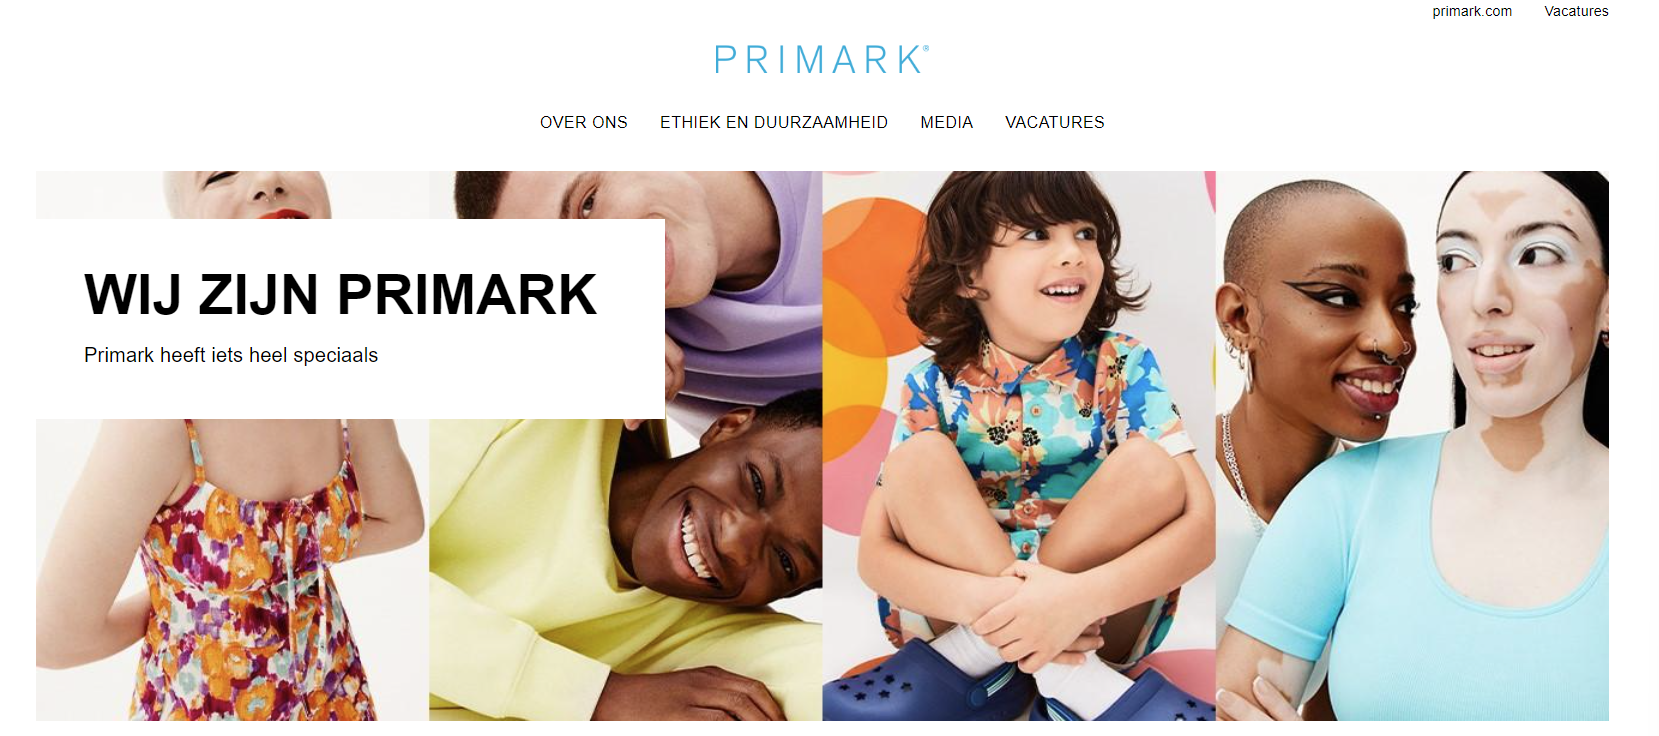 primark.com Vacatures
PRIMARK®
OVER ONS ETHIEK EN DUURZAAMHEID MEDIA VACATURES
WIJ ZIJN PRIMARK
Primark heeft iets heel speciaals